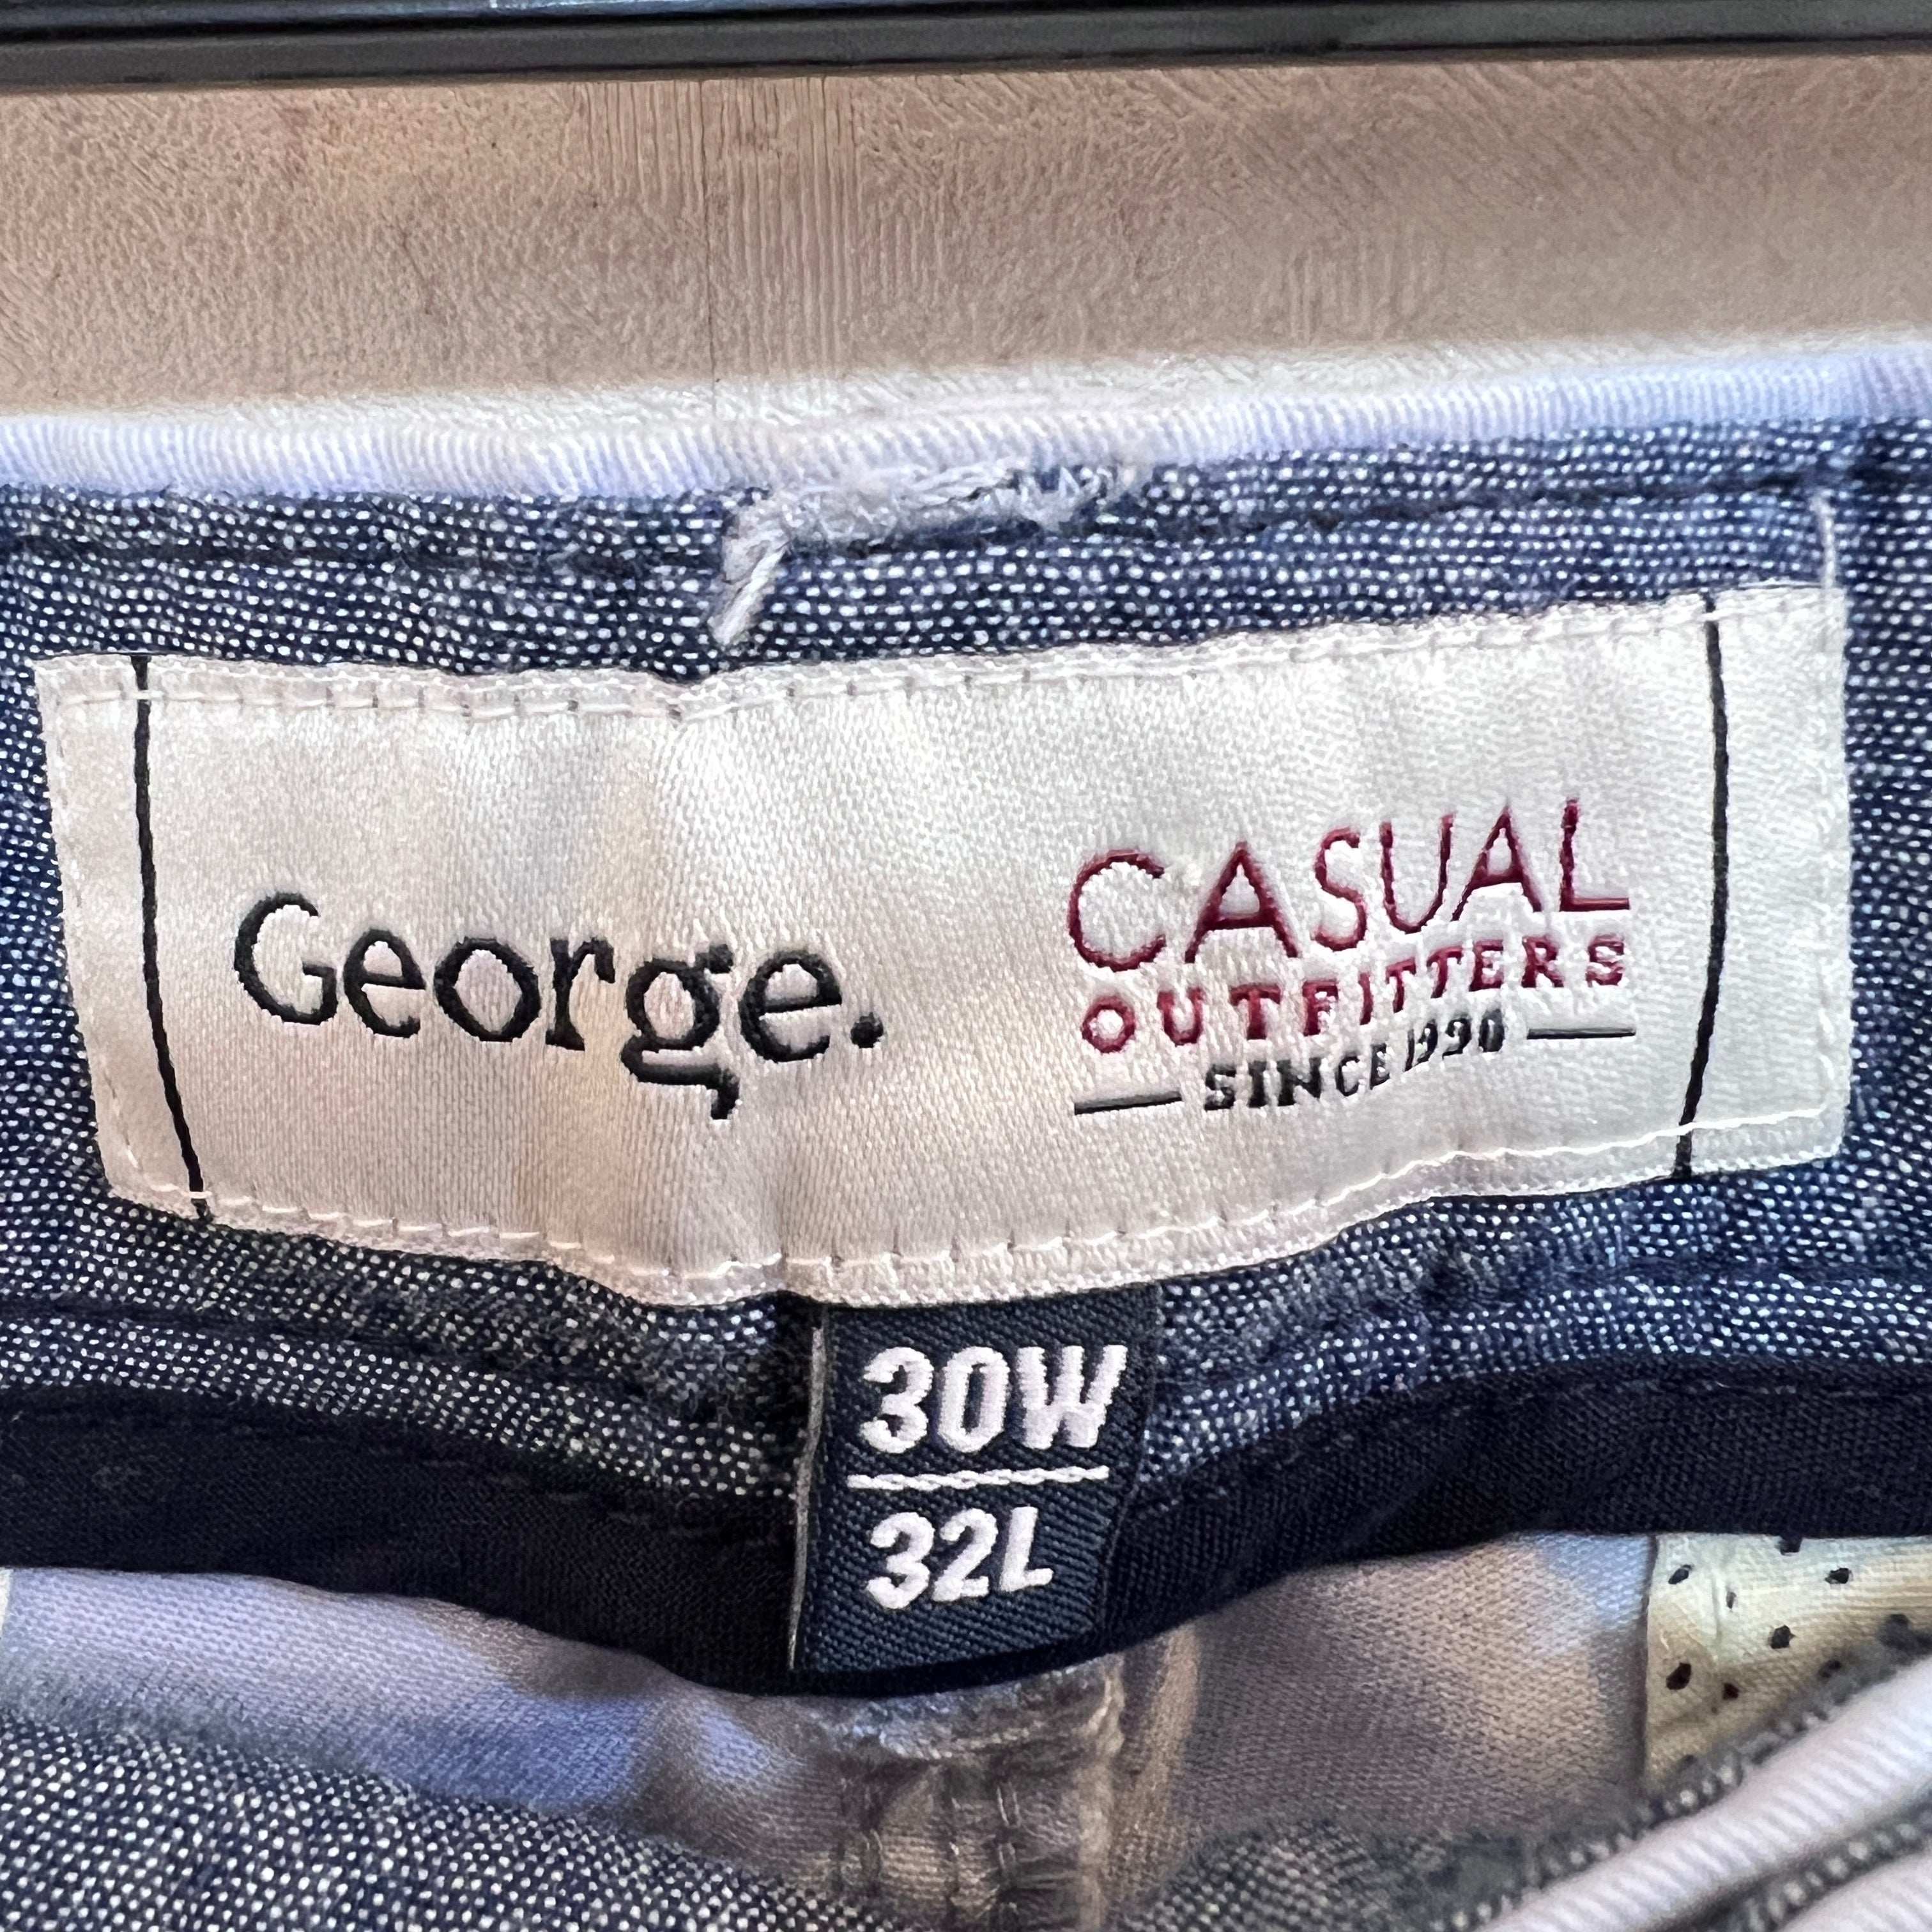 George.
CASUAL
OUTFITTERS
SINCE 1990
30W
32L